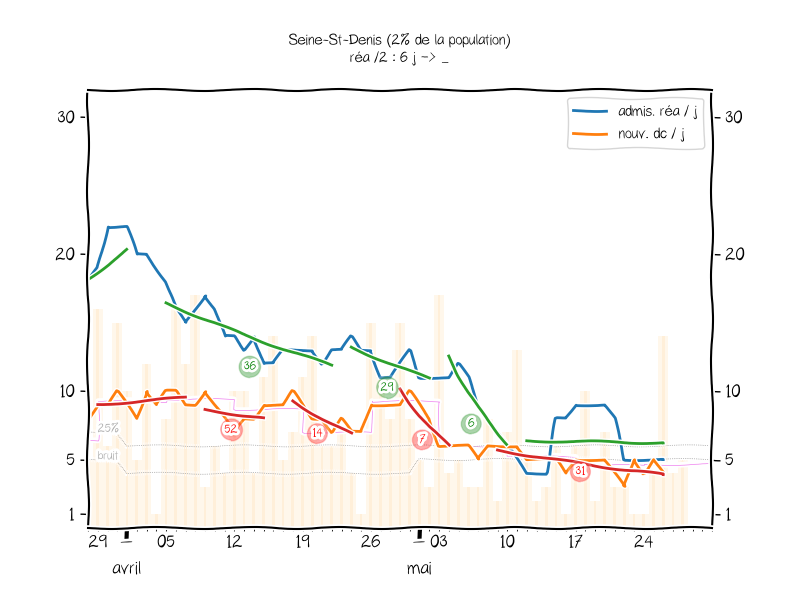 Seine-St-Denis (2% de la population)
réa /2 : 6 j -> _
admis. réa / j
nouv. dc / j
30
30
20
20
10
10
5
5
1
1
36
29
6
52
14
7
31
25%
bruit
29 05 12 19 26 03 10 17 24
avril mai